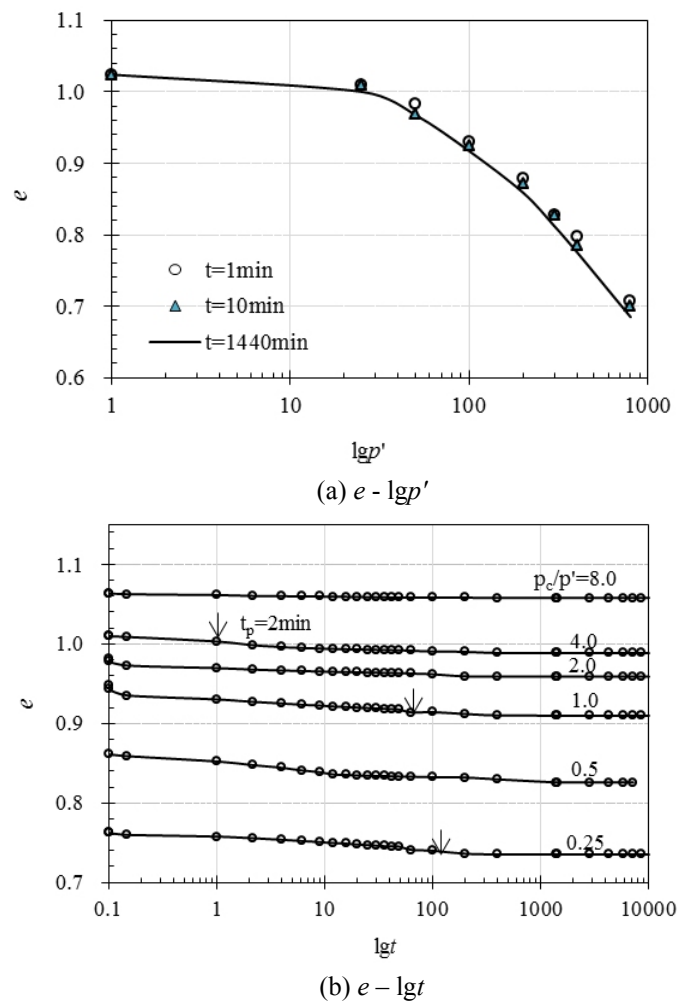 1.1
1.0
0.9
0.8
0.7
0.6
e
t=1min
t=10min
t=1440min
1 10 100 1000
lgp'
(a) e - lgp'
1.1
1.0
0.9
0.8
0.7
e
p_c/p'=8.0
t_p=2min
4.0
2.0
1.0
0.5
0.25
0.1 1 10 100 1000 10000
lgt
(b) e – lgt